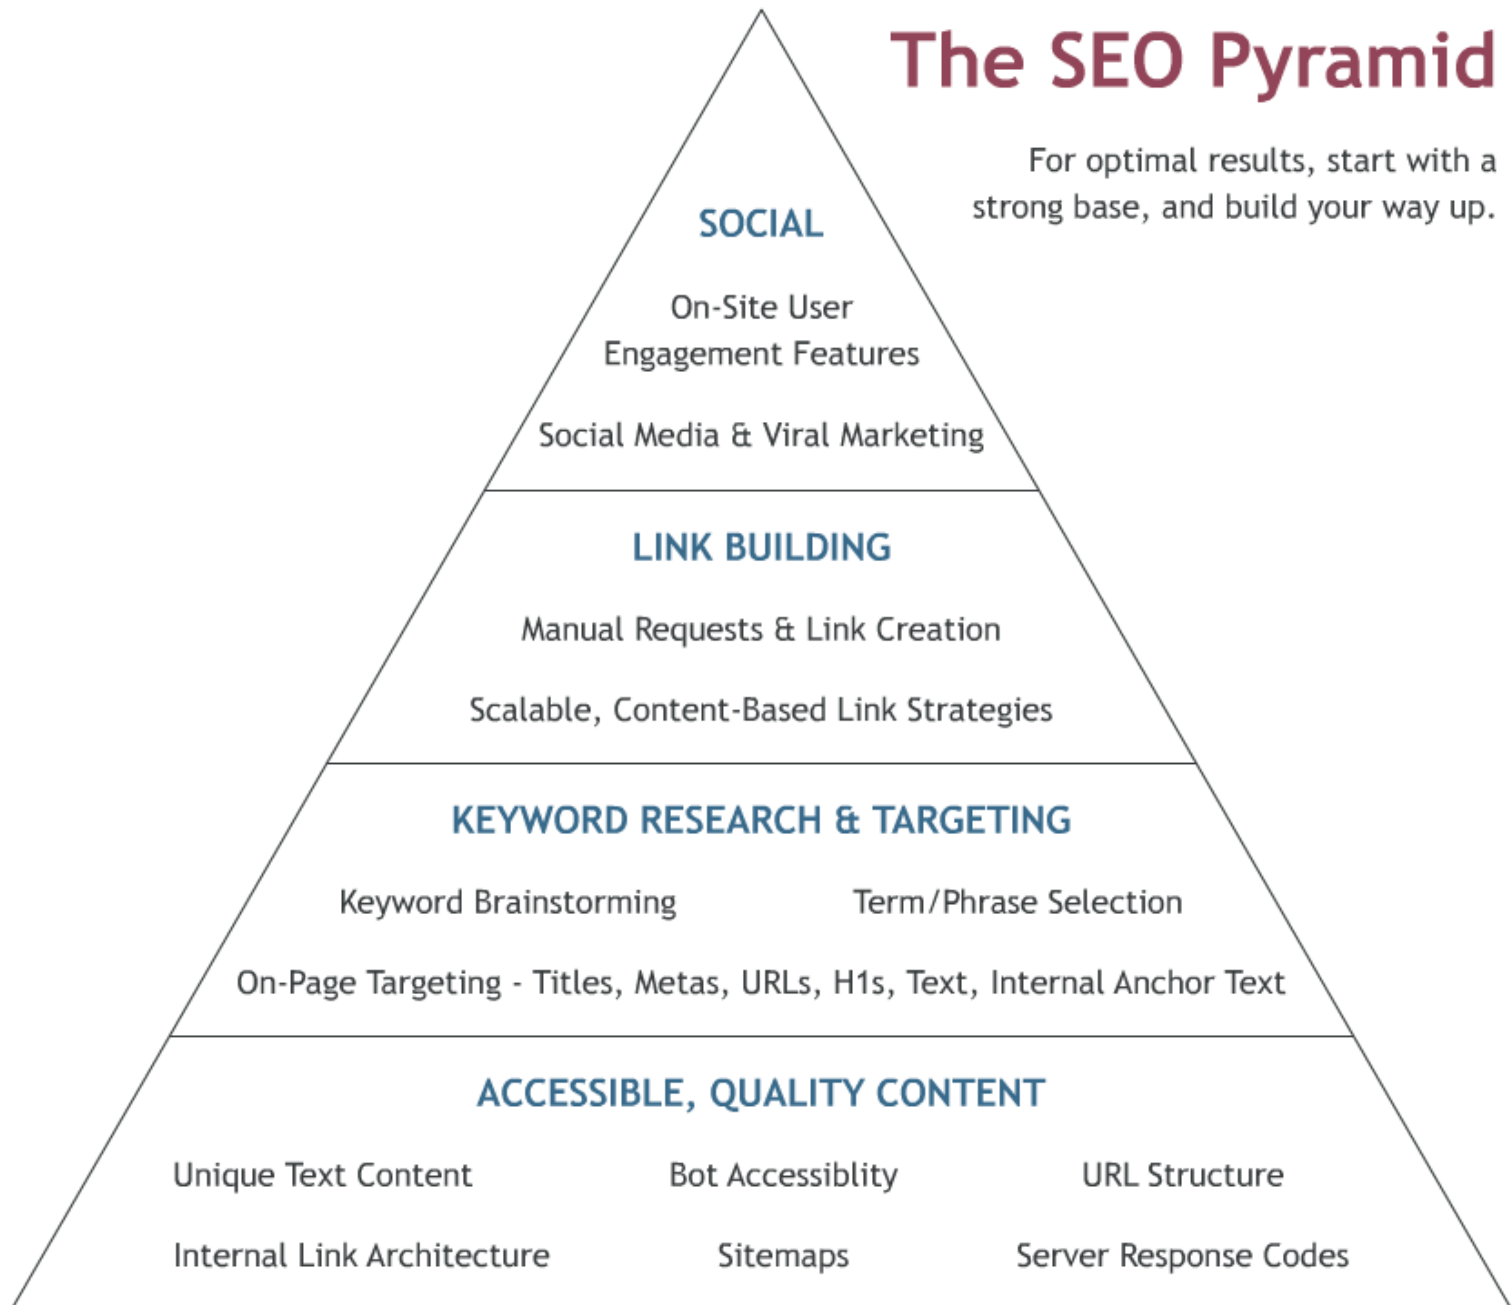 The SEO Pyramid
For optimal results, start with a
strong base, and build your way up.
SOCIAL
On-Site User
Engagement Features
Social Media & Viral Marketing
LINK BUILDING
Manual Requests & Link Creation
Scalable, Content-Based Link Strategies
KEYWORD RESEARCH & TARGETING
Keyword Brainstorming Term/Phrase Selection
On-Page Targeting - Titles, Metas, URLs, H1s, Text, Internal Anchor Text
ACCESSIBLE, QUALITY CONTENT
Unique Text Content Bot Accessiblity URL Structure
Internal Link Architecture Sitemaps Server Response Codes